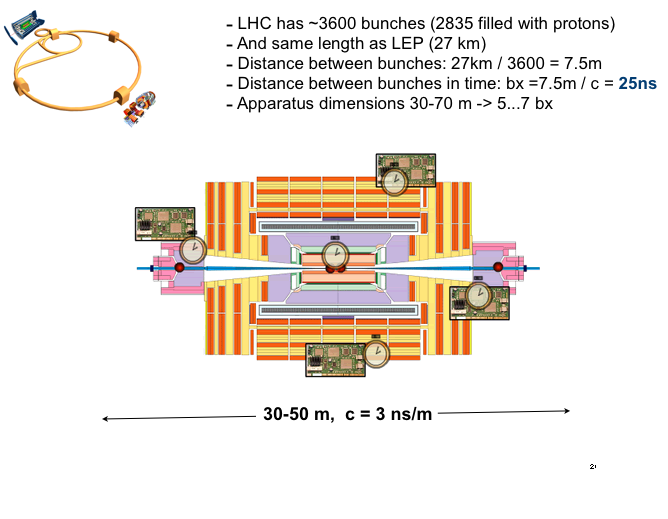 - LHC has ~3600 bunches (2835 filled with protons)
- And same length as LEP (27 km)
- Distance between bunches: 27km / 3600 = 7.5m
- Distance between bunches in time: bx =7.5m / c = 25ns
- Apparatus dimensions 30-70 m -> 5...7 bx
30-50 m, c = 3 ns/m